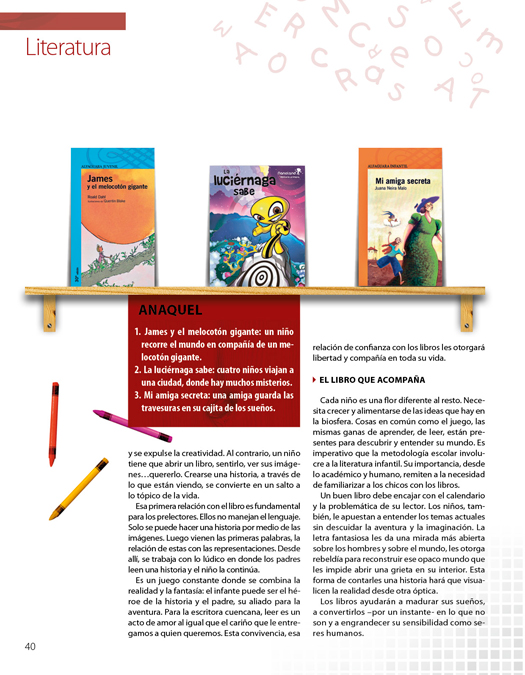 Literatura
ALFAGUARA JUVENIL
James
y el melocotón gigante
Roald Dahl
La
luciérnaga
sabe
ALFAGUARA INFANTIL
Mi amiga secreta
Juana Neira Malo
ANAQUEL
1. James y el melocotón gigante: un niño
recorre el mundo en compañía de un me-
locotón gigante.
2. La luciérnaga sabe: cuatro niños viajan a
una ciudad, donde hay muchos misterios.
3. Mi amiga secreta: una amiga guarda las
travesuras en su cajita de los sueños.
y se expulse la creatividad. Al contrario, un niño
tiene que abrir un libro, sentirlo, ver sus imáge-
nes…quererlo. Crearse una historia, a través de
lo que están viendo, se convierte en un salto a
lo tópico de la vida.
Esa primera relación con el libro es fundamental
para los prelectores. Ellos no manejan el lenguaje.
Solo se puede hacer una historia por medio de las
imágenes. Luego vienen las primeras palabras, la
relación de estas con las representaciones. Desde
allí, se trabaja con lo lúdico en donde los padres
leen una historia y el niño la continúa.
Es un juego constante donde se combina la
realidad y la fantasía: el infante puede ser el hé-
roe de la historia y el padre, su aliado para la
aventura. Para la escritora cuencana, leer es un
acto de amor al igual que el cariño que le entre-
gamos a quien queremos. Esta convivencia, esa
relación de confianza con los libros les otorgará
libertad y compañía en toda su vida.
EL LIBRO QUE ACOMPAÑA
Cada niño es una flor diferente al resto. Nece-
sita crecer y alimentarse de las ideas que hay en
la biosfera. Cosas en común como el juego, las
mismas ganas de aprender, de leer, están pre-
sentes para descubrir y entender su mundo. Es
imperativo que la metodología escolar involu-
cre a la literatura infantil. Su importancia, desde
lo académico y humano, remiten a la necesidad
de familiarizar a los chicos con los libros.
Un buen libro debe encajar con el calendario
y la problemática de su lector. Los niños, tam-
bién, le apuestan a entender los temas actuales
sin descuidar la aventura y la imaginación. La
letra fantasiosa les da una mirada más abierta
sobre los hombres y sobre el mundo, les otorga
rebeldía para reconstruir ese opaco mundo que
les impide abrir una grieta en su interior. Esta
forma de contarles una historia hará que visua-
licen la realidad desde otra óptica.
Los libros ayudarán a madurar sus sueños,
a convertirlos –por un instante- en lo que no
son y a engrandecer su sensibilidad como se-
res humanos.
40